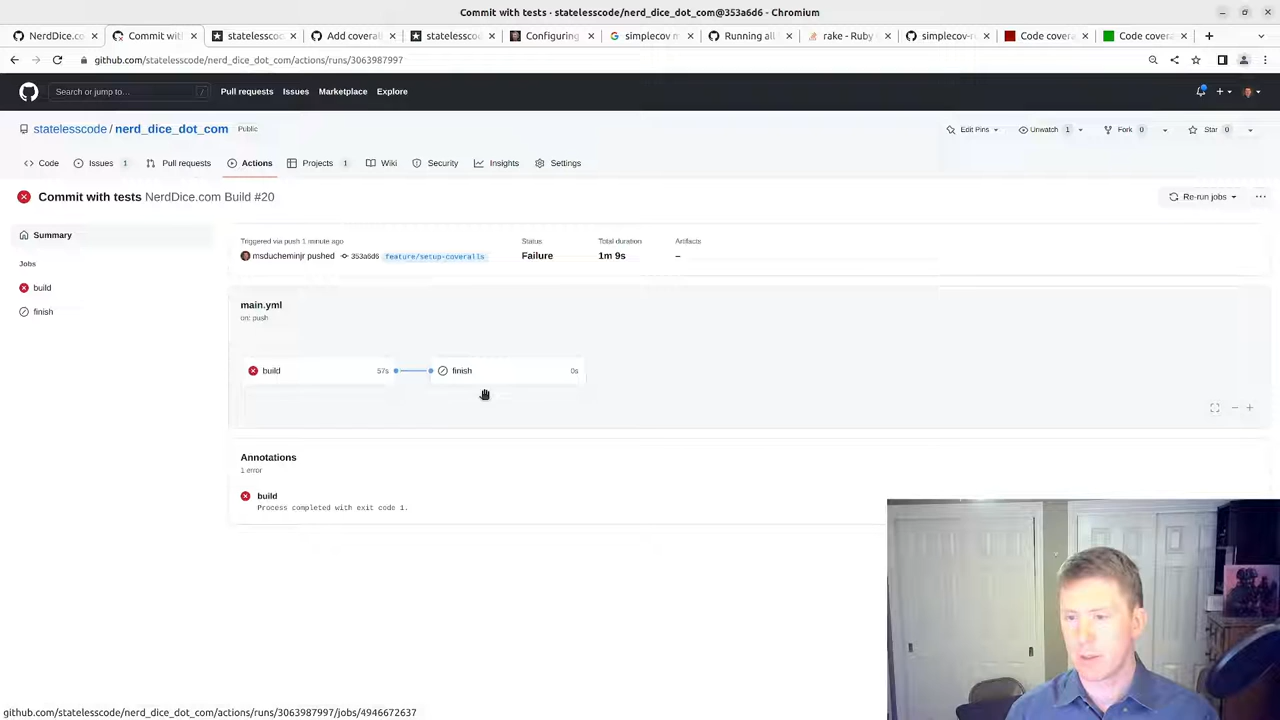 Commit with tests · statelesscode/nerd_dice_dot_com@353a6d6 - Chromium
NerdDice.co
Commit wit
statelessco
Add coverall
statelessco
Configuring
simplecov m
Running all
rake - Ruby
simplecov-r
Code covera
Code covera
github.com/statelesscode/nerd_dice_dot_com/actions/runs/3063987997
Search or jump to…
/
Pull requests
Issues
Marketplace
Explore
statelesscode / nerd_dice_dot_com
Public
Edit Pins
Unwatch 1
Fork 0
Star 0
Code
Issues 1
Pull requests
Actions
Projects 1
Wiki
Security
Insights
Settings
Commit with tests NerdDice.com Build #20
Re-run jobs
Summary
Jobs
build
finish
Triggered via push 1 minute ago
msducheminjr pushed 353a6d6 feature/setup-coveralls
Status
Failure
Total duration
1m 9s
Artifacts
–
main.yml
on: push
build 57s
finish 0s
Annotations
1 error
build
Process completed with exit code 1.
github.com/statelesscode/nerd_dice_dot_com/actions/runs/3063987997/jobs/4946672637